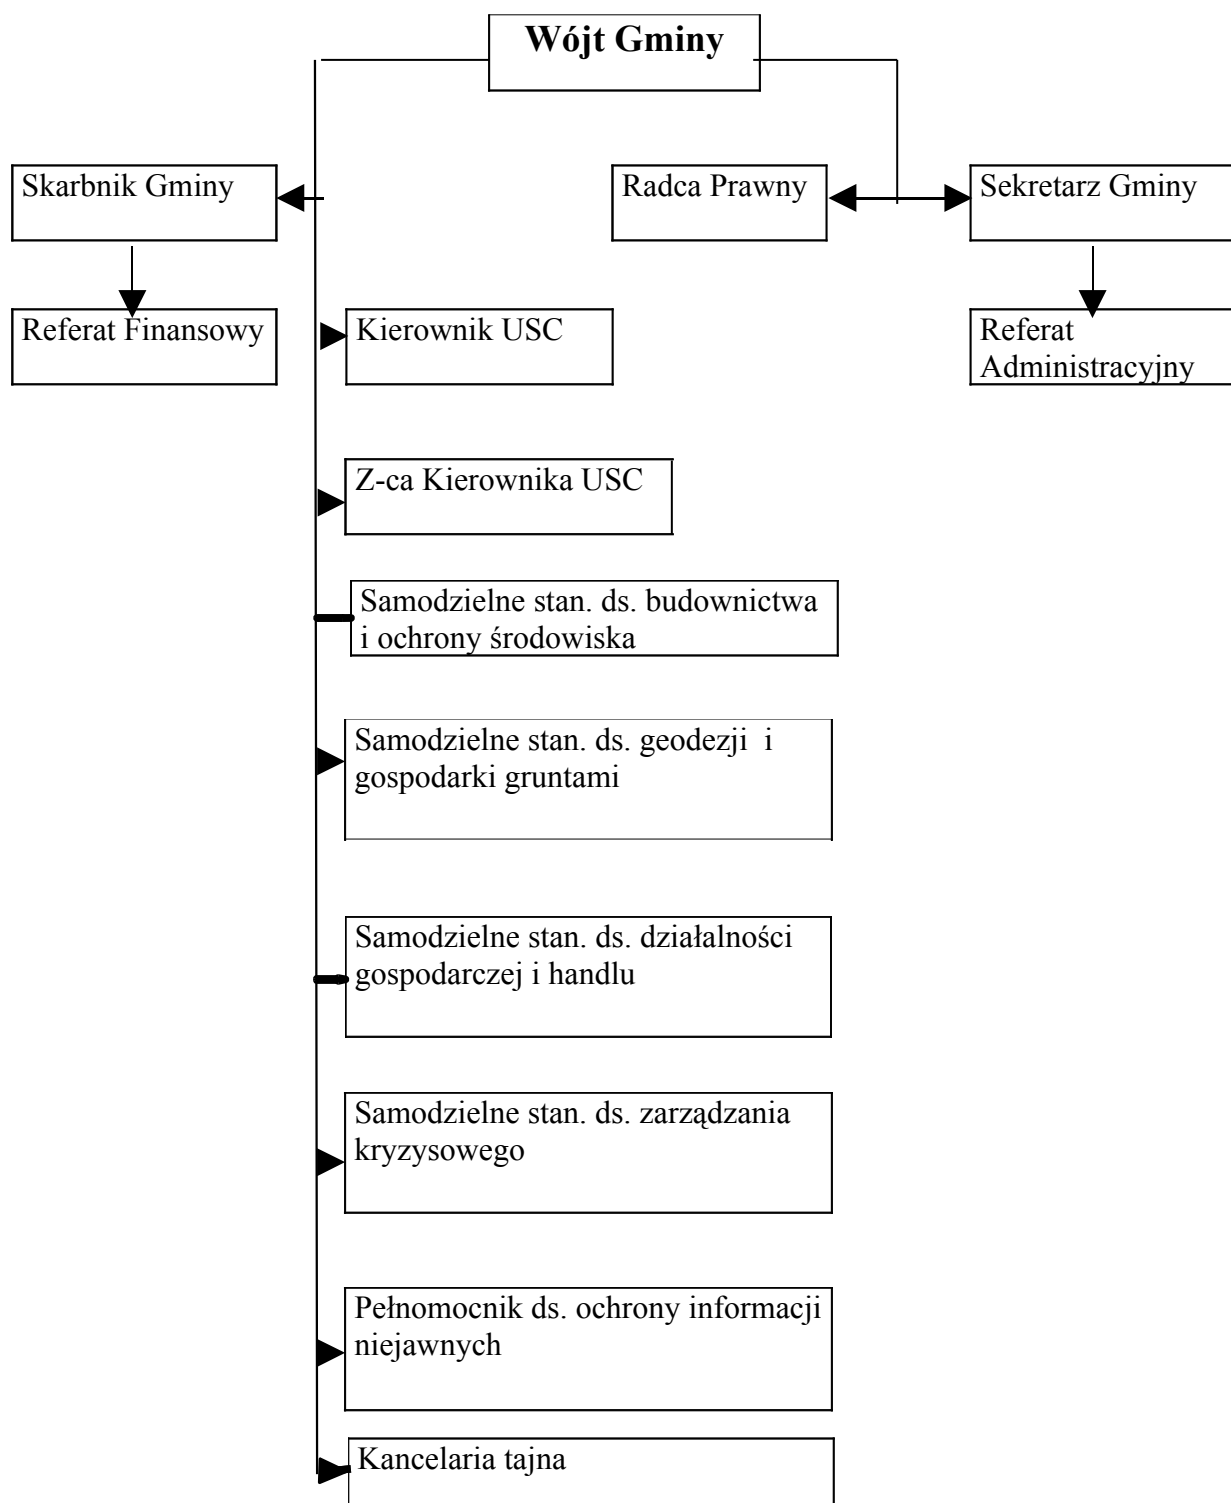 Wójt Gminy
Skarbnik Gminy
Radca Prawny
Sekretarz Gminy
Referat Finansowy
Kierownik USC
Referat
Administracyjny
Z-ca Kierownika USC
Samodzielne stan. ds. budownictwa
i ochrony środowiska
Samodzielne stan. ds. geodezji i
gospodarki gruntami
Samodzielne stan. ds. działalności
gospodarczej i handlu
Samodzielne stan. ds. zarządzania
kryzysowego
Pełnomocnik ds. ochrony informacji
niejawnych
Kancelaria tajna